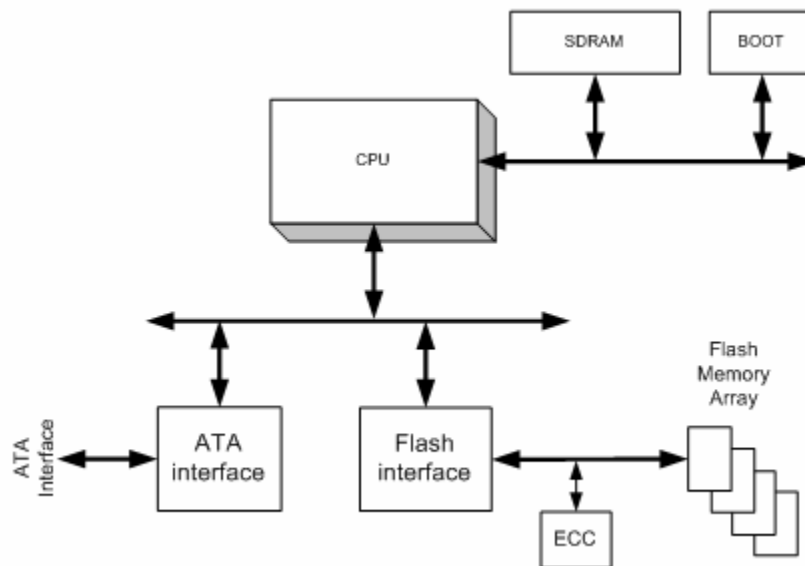 SDRAM
BOOT
CPU
Flash
Memory
Array
ATA
Interface
ATA
interface
Flash
interface
ECC